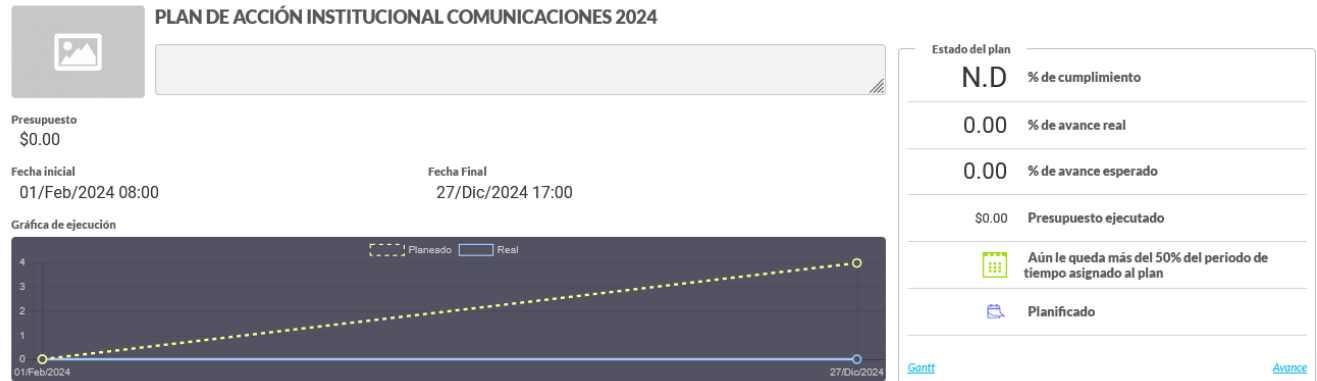 PLAN DE ACCIÓN INSTITUCIONAL COMUNICACIONES 2024
Presupuesto
$0.00
Fecha inicial
01/Feb/2024 08:00
Fecha Final
27/Dic/2024 17:00
Gráfica de ejecución
Planeado
Real
4
3
2
1
0
01/Feb/2024
27/Dic/2024
Estado del plan
N.D % de cumplimiento
0.00 % de avance real
0.00 % de avance esperado
$0.00 Presupuesto ejecutado
Aún le queda más del 50% del periodo de
tiempo asignado al plan
Planificado
Gantt
Avance